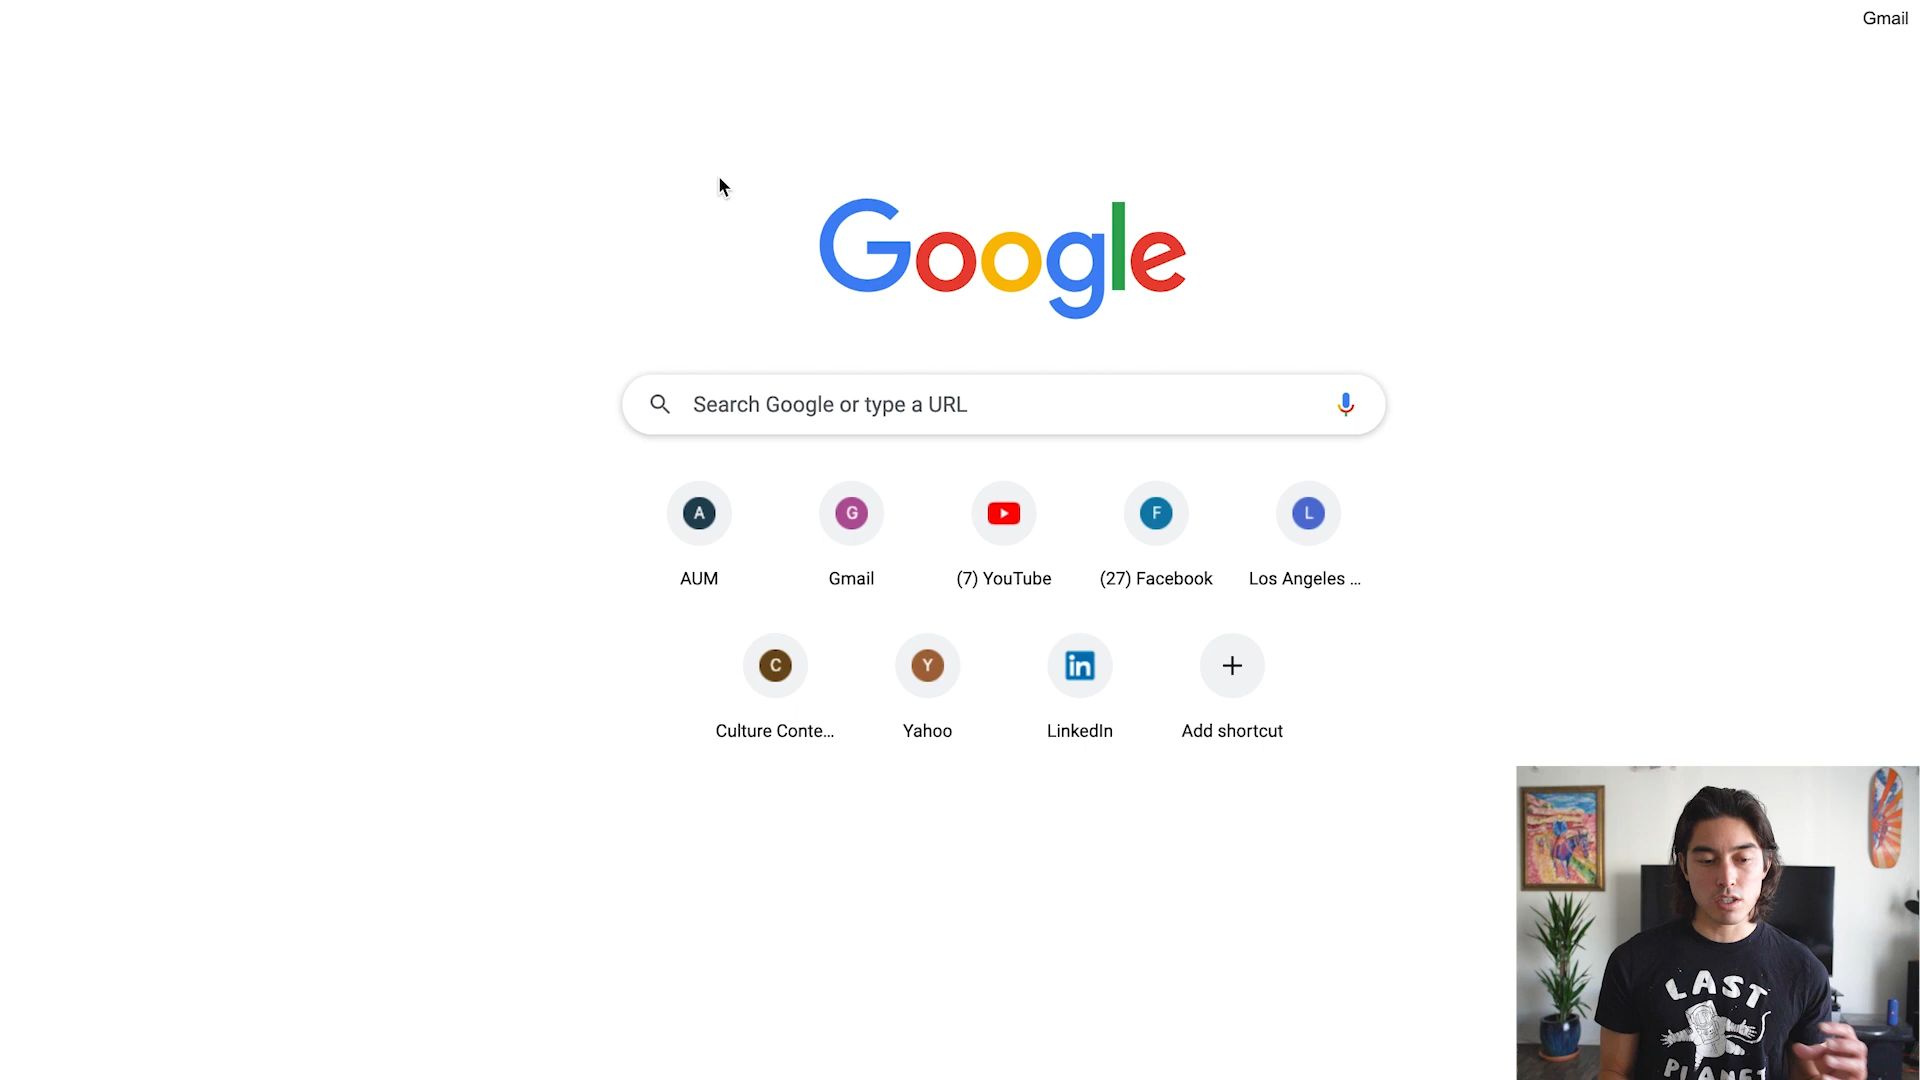 Gmail
Google
Search Google or type a URL
A
G
F
L
AUM
Gmail
(7) YouTube
(27) Facebook
Los Angeles ...
C
Y
in
Culture Conte...
Yahoo
LinkedIn
Add shortcut
LAST
PLANET